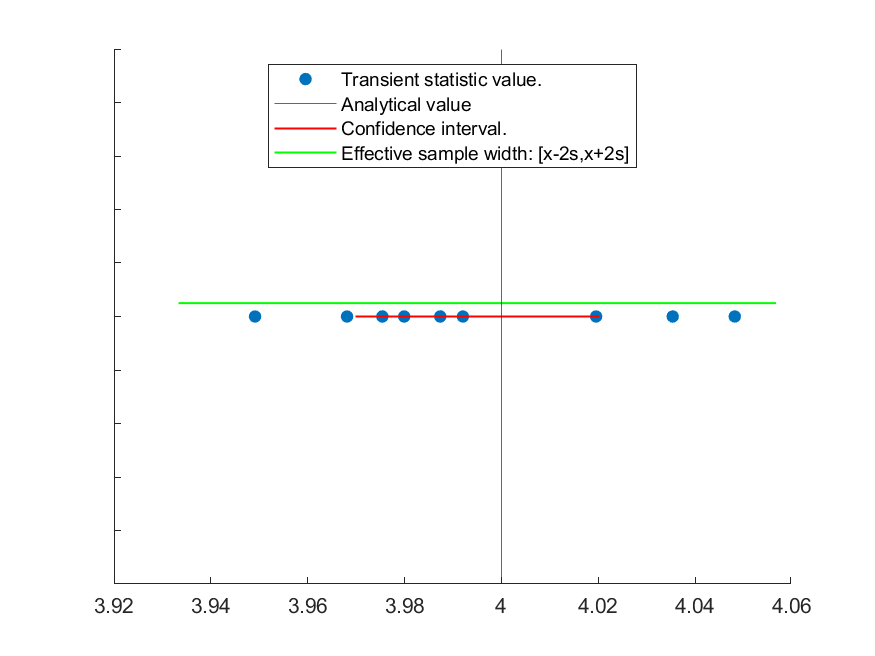 Transient statistic value.
Analytical value
Confidence interval.
Effective sample width: [x-2s,x+2s]
3.92 3.94 3.96 3.98 4 4.02 4.04 4.06